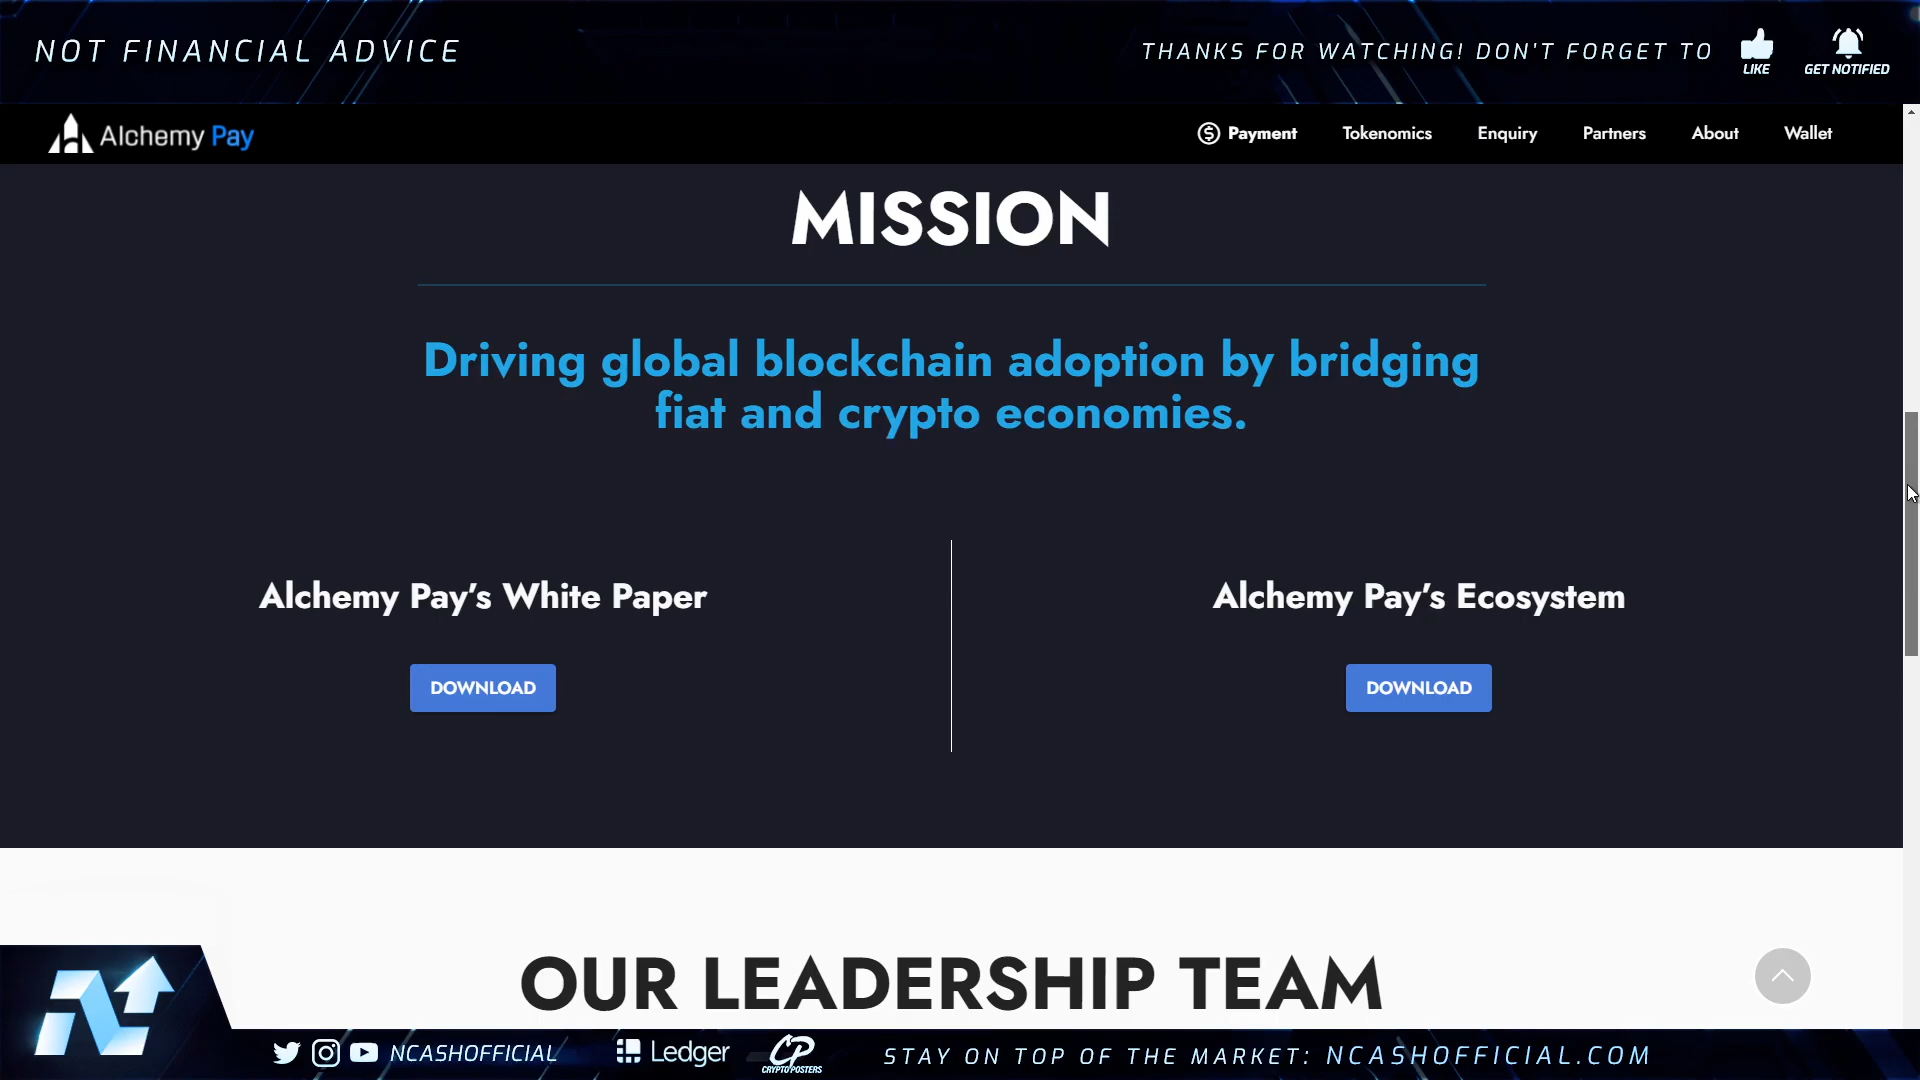 NOT FINANCIAL ADVICE
THANKS FOR WATCHING! DON'T FORGET TO
LIKE
GET NOTIFIED
Alchemy Pay
Payment
Tokenomics
Enquiry
Partners
About
Wallet
MISSION
Driving global blockchain adoption by bridging
fiat and crypto economies.
Alchemy Pay's White Paper
DOWNLOAD
Alchemy Pay's Ecosystem
DOWNLOAD
OUR LEADERSHIP TEAM
NCASHOFFICIAL
Ledger
CP
CRYPTOPOSTERS
STAY ON TOP OF THE MARKET: NCASHOFFICIAL.COM